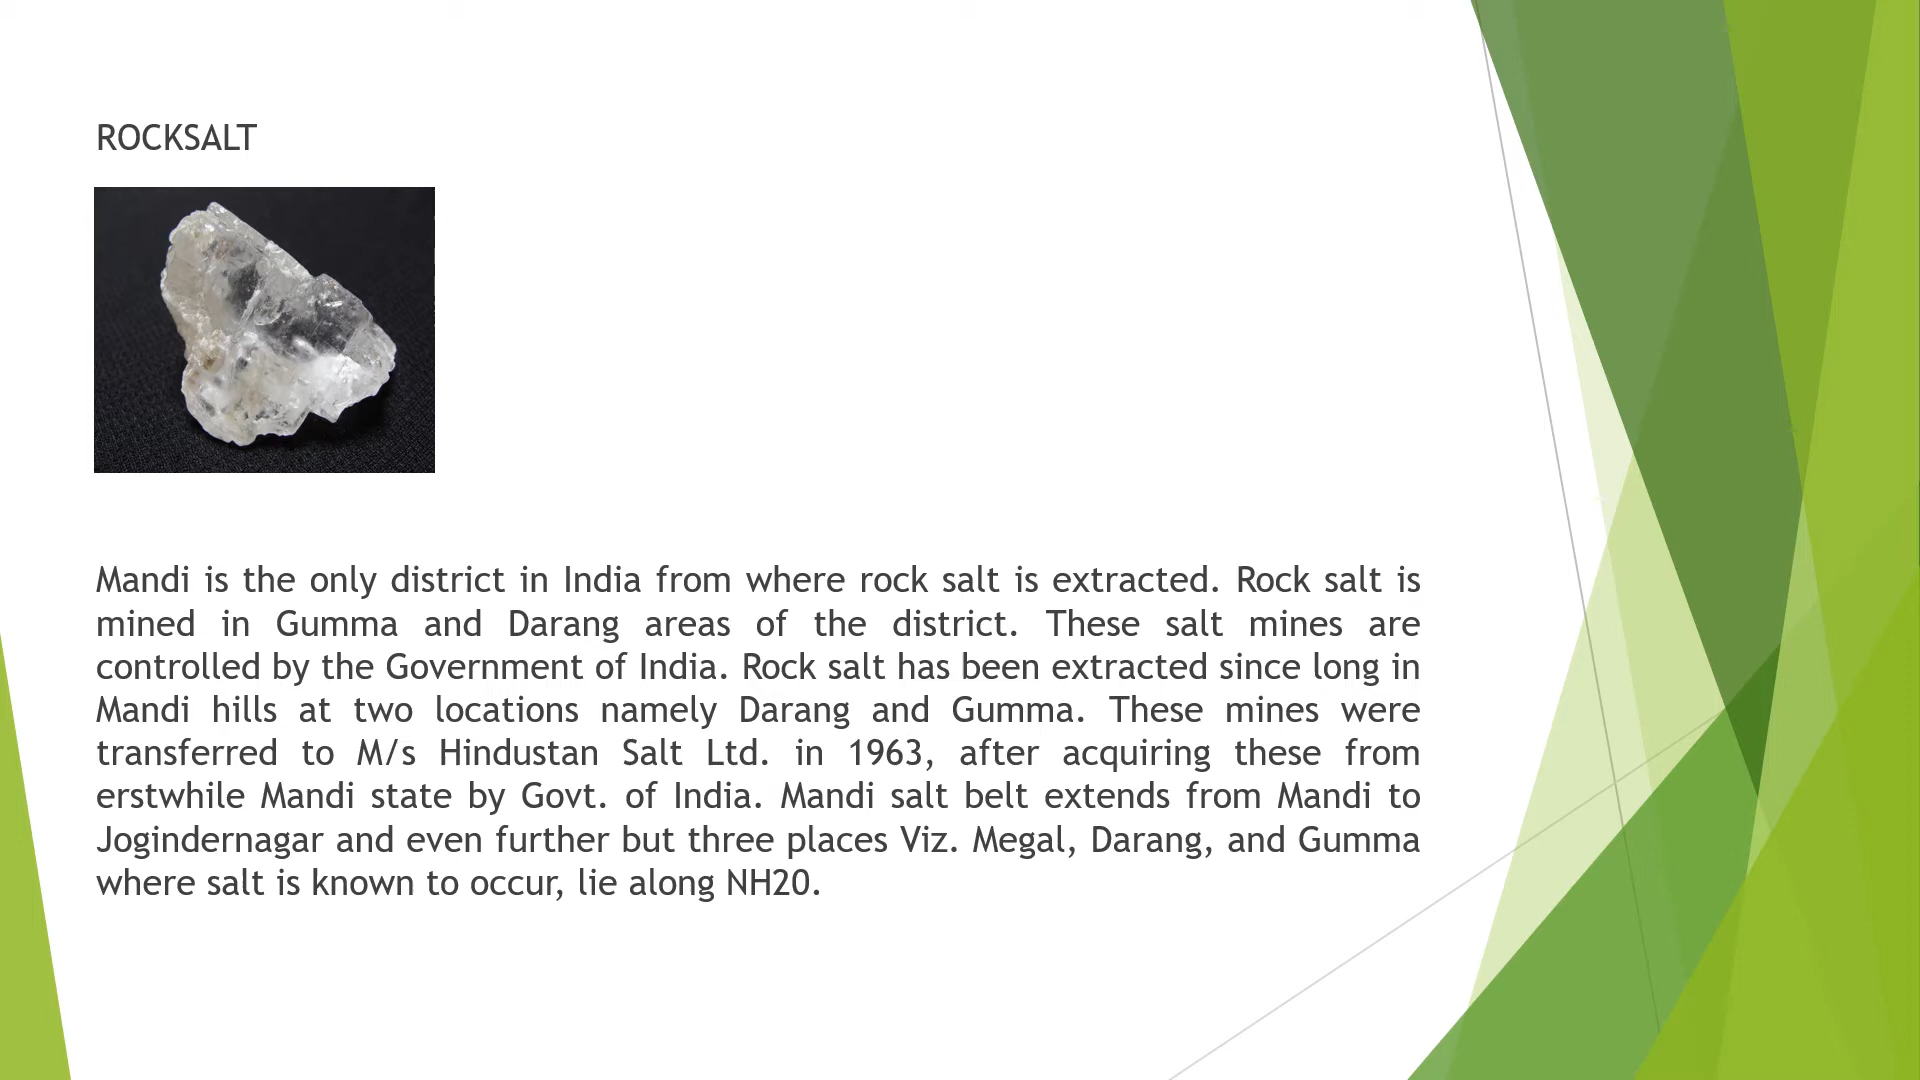 ROCKSALT
Mandi is the only district in India from where rock salt is extracted. Rock salt is
mined in Gumma and Darang areas of the district. These salt mines are
controlled by the Government of India. Rock salt has been extracted since long in
Mandi hills at two locations namely Darang and Gumma. These mines were
transferred to M/s Hindustan Salt Ltd. in 1963, after acquiring these from
erstwhile Mandi state by Govt. of India. Mandi salt belt extends from Mandi to
Jogindernagar and even further but three places Viz. Megal, Darang, and Gumma
where salt is known to occur, lie along NH20.